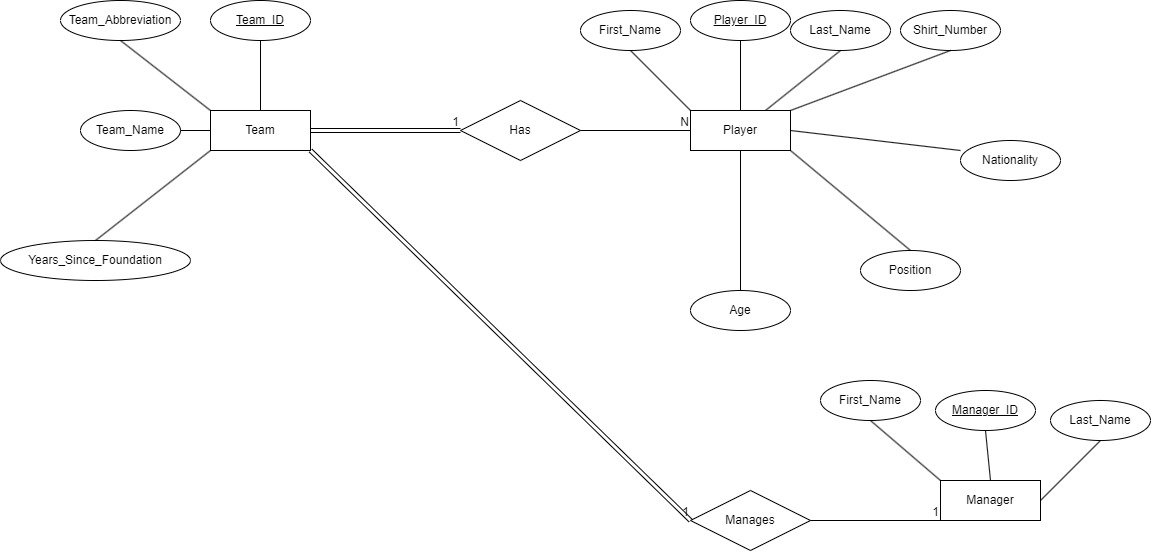 Team_Abbreviation
Team_ID
First_Name
Player_ID
Last_Name
Shirt_Number
Team_Name
Team
1
Has
N
Player
Nationality
Years_Since_Foundation
Position
Age
First_Name
Manager_ID
Last_Name
Manager
1
Manages
1